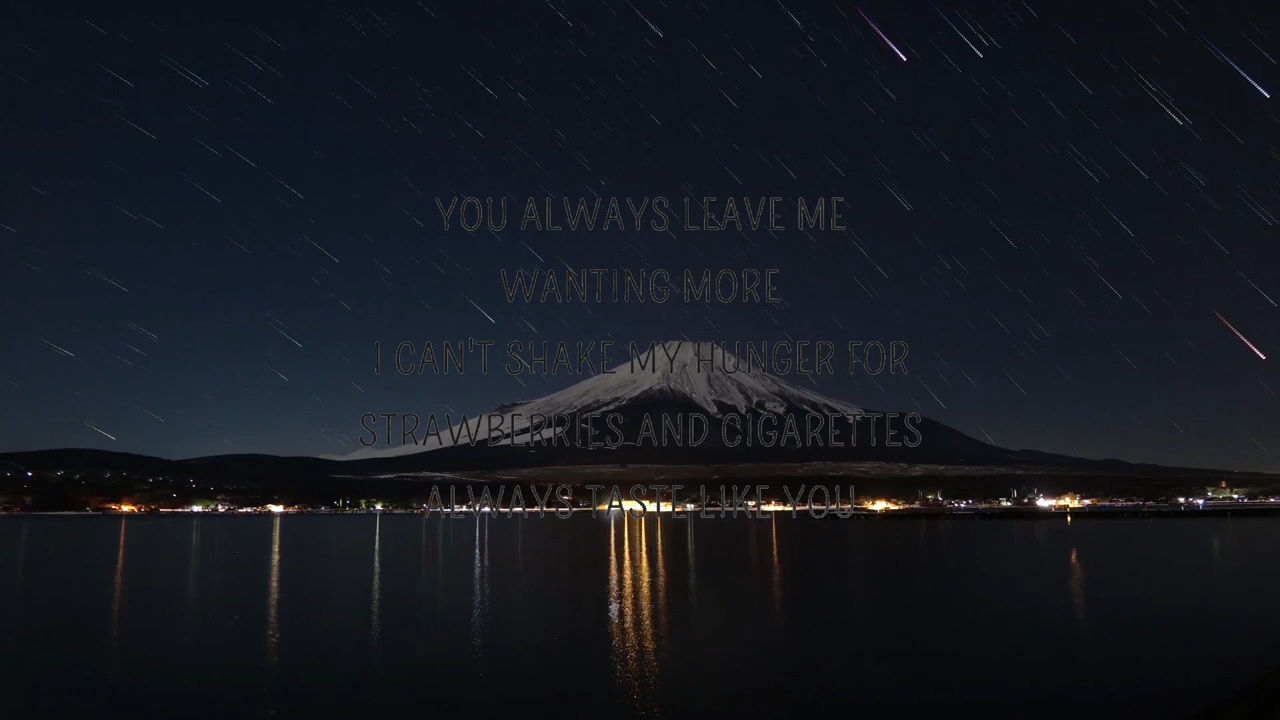 YOU ALWAYS LEAVE ME
WANTING MORE
I CAN'T SHAKE MY HUNGER FOR
STRAWBERRIES AND CIGARETTES
ALWAYS TASTE LIKE YOU